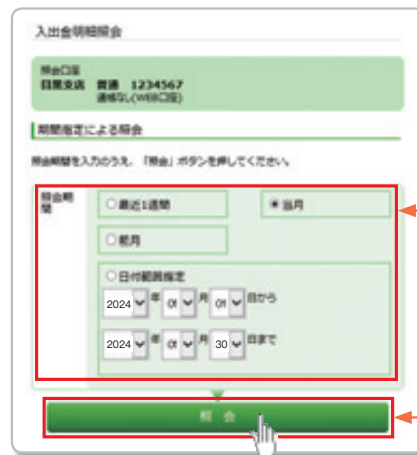 入出金明細照会
照会口座
目黒支店 普通 1234567
通帳なし(WEB口座)
期間指定による照会
照会期間を入力のうえ、「照会」ボタンを押してください。
照会期間
最近1週間 当月
前月
日付範囲指定
2024 年 01 月 01 日から
2024 年 01 月 30 日まで
照 会